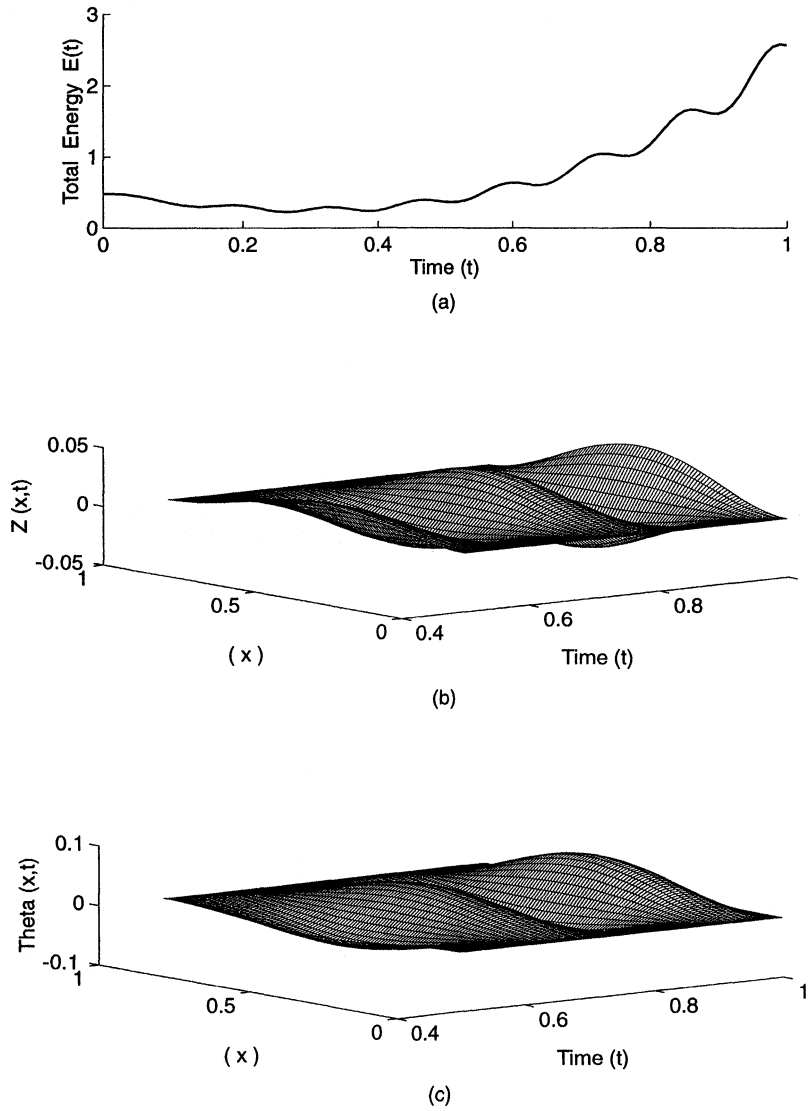 3
2
1
0
Total Energy E(t)
0 0.2 0.4 0.6 0.8 1
Time (t)
(a)
0.05
0
-0.05
Z (x,t)
1 0.5 0
0.4 0.6 0.8
( x )
Time (t)
(b)
0.1
0
-0.1
Theta (x,t)
1 0.5 0
0.4 0.6 0.8 1
( x )
Time (t)
(c)